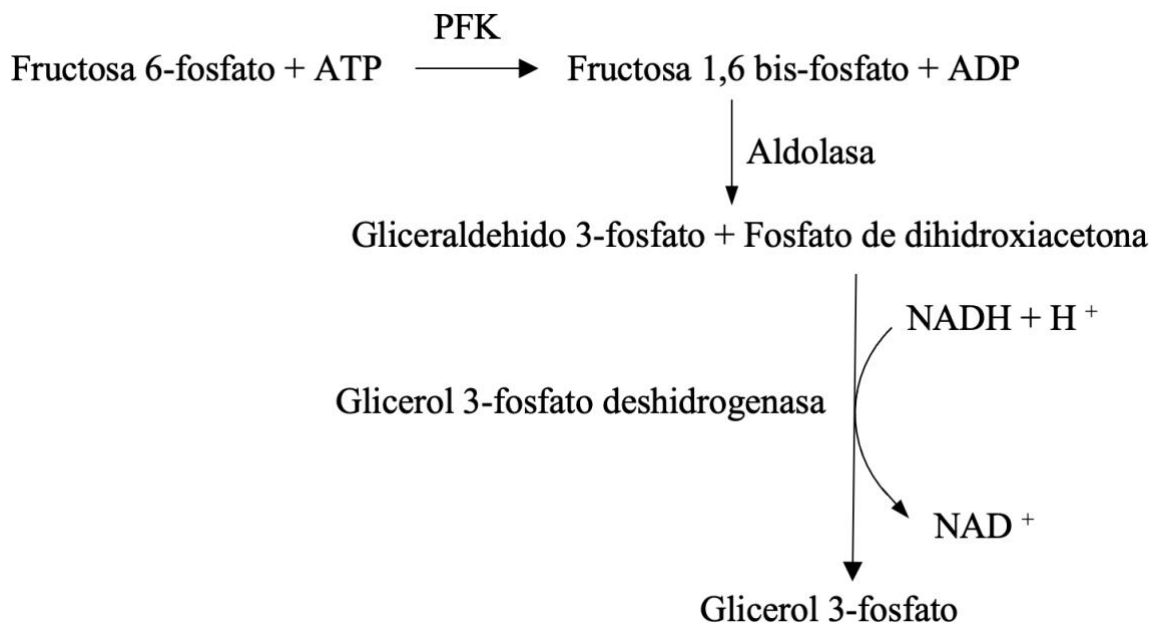 PFK
Fructosa 6-fosfato + ATP Fructosa 1,6 bis-fosfato + ADP
Aldolasa
Gliceraldehido 3-fosfato + Fosfato de dihidroxiacetona
NADH + H +
Glicerol 3-fosfato deshidrogenasa
NAD +
Glicerol 3-fosfato